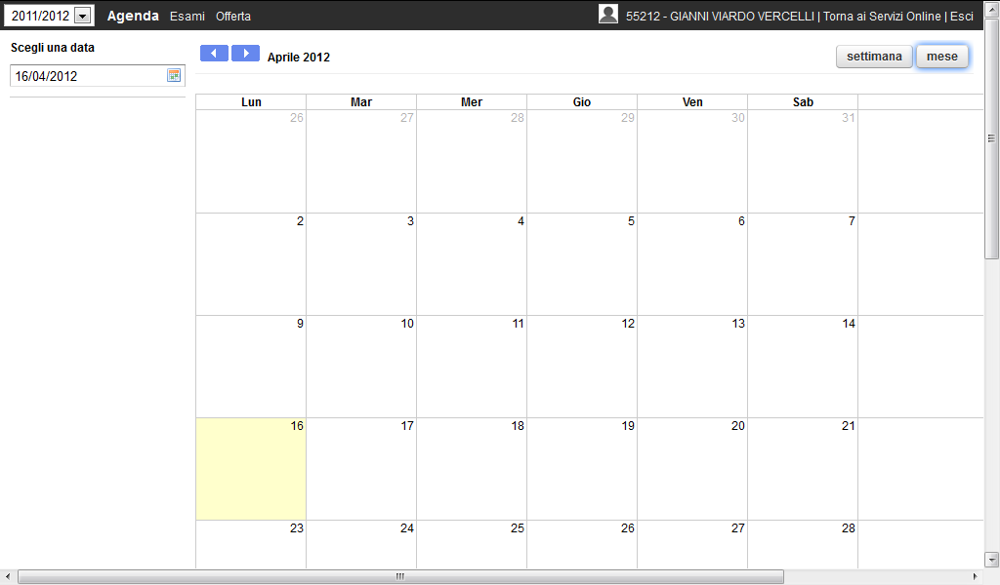 2011/2012 Agenda Esami Offerta 55212 - GIANNI VIARDO VERCELLI | Torna ai Servizi Online | Esci
Scegli una data
16/04/2012
Aprile 2012 settimana mese
Lun Mar Mer Gio Ven Sab
26 27 28 29 30 31
2 3 4 5 6 7
9 10 11 12 13 14
16 17 18 19 20 21
23 24 25 26 27 28